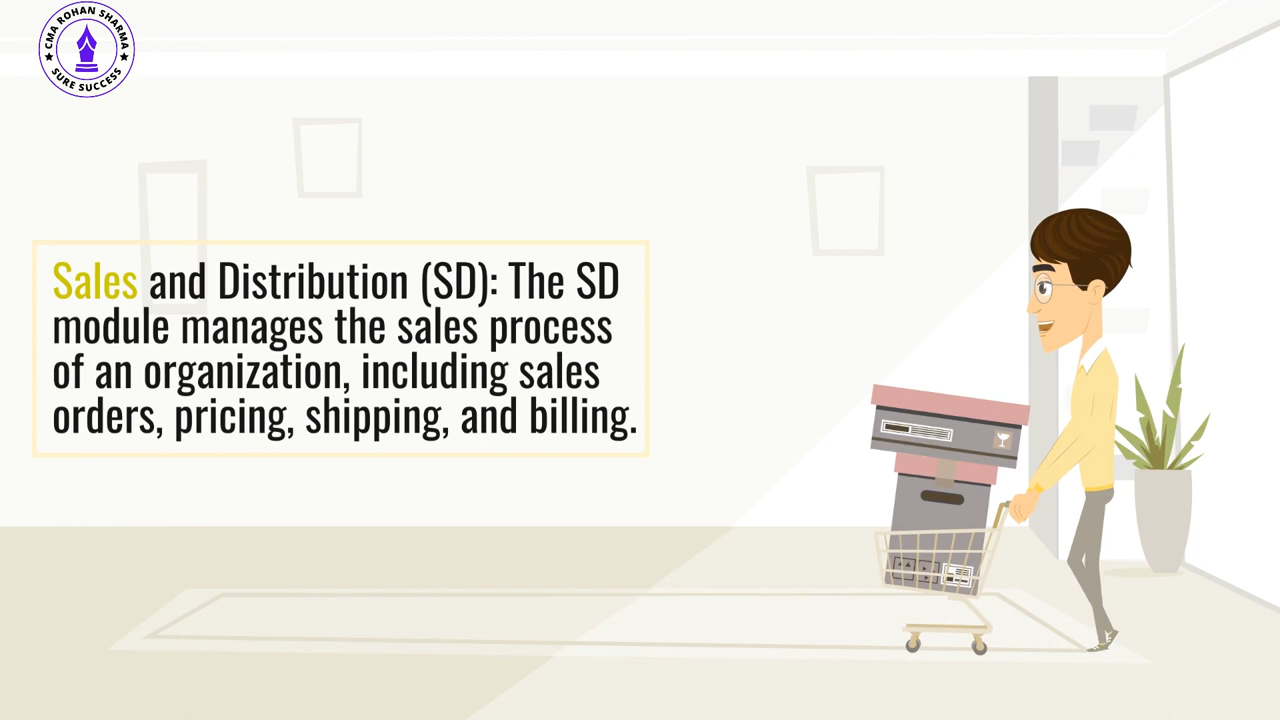 CMA ROHAN SHARMA
SURE SUCCESS
Sales and Distribution (SD): The SD
module manages the sales process
of an organization, including sales
orders, pricing, shipping, and billing.